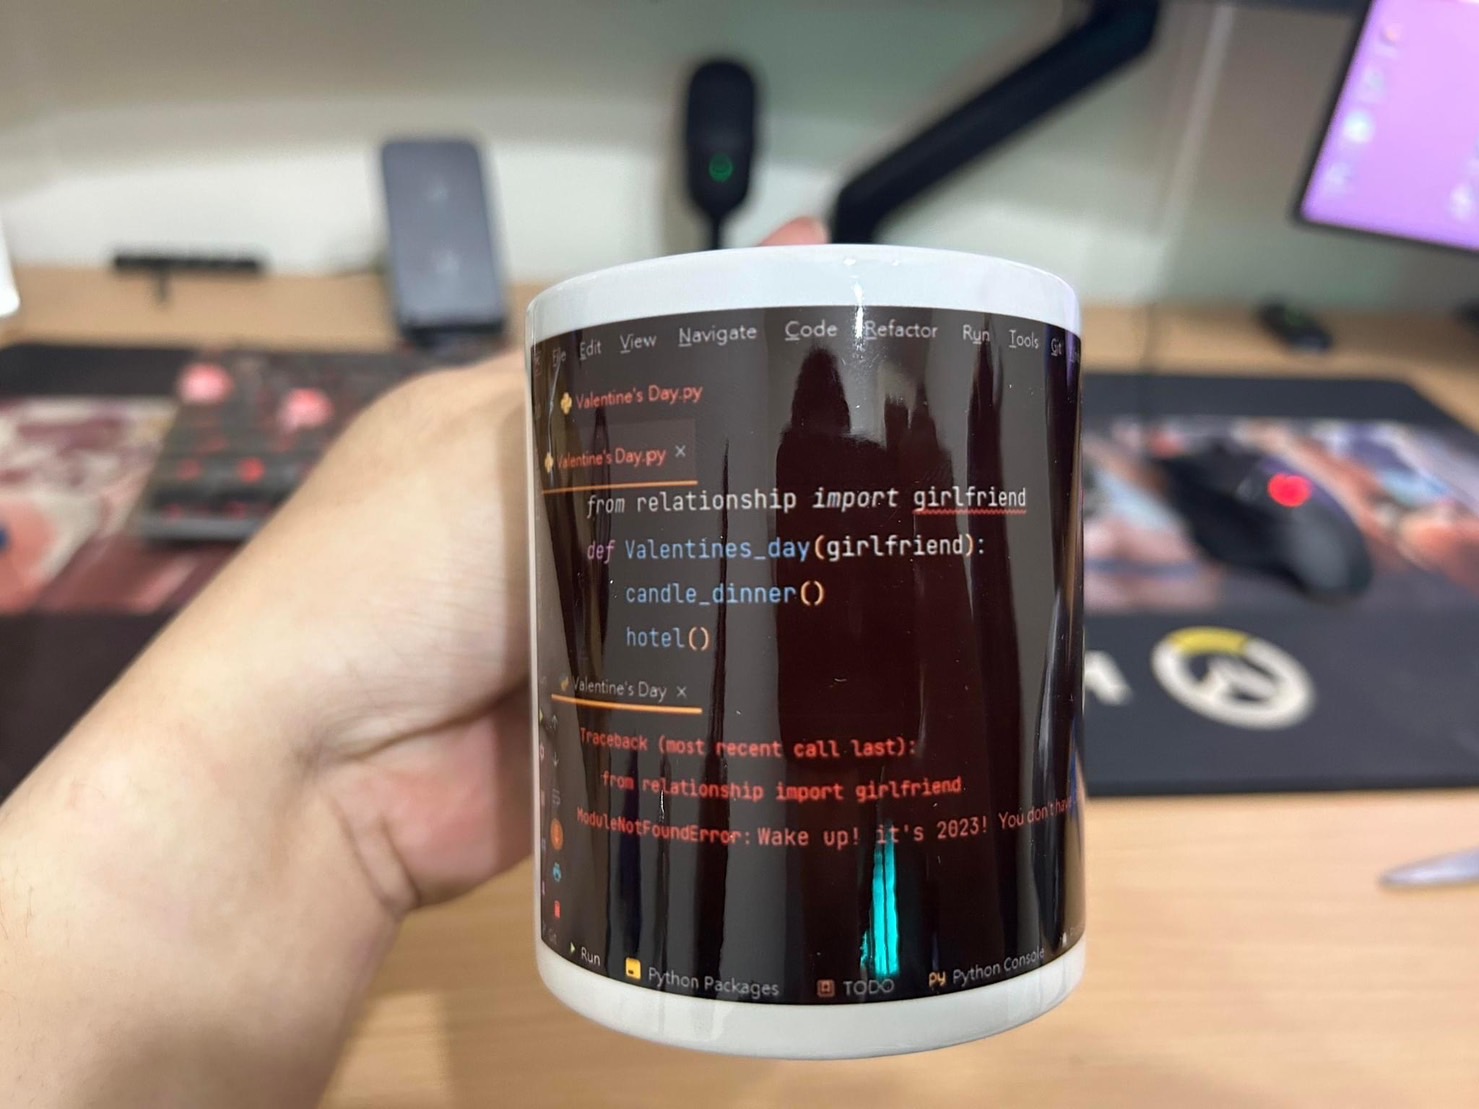 File Edit View Navigate Code Refactor Run Tools Git
Valentine's Day.py
Valentine's Day.py ×
from relationship import girlfriend
def Valentines_day(girlfriend):
candle_dinner()
hotel()
Valentine's Day ×
Traceback (most recent call last):
from relationship import girlfriend
ModuleNotFoundError: Wake up! it's 2023! You don't have
Run Python Packages TODO Python Console